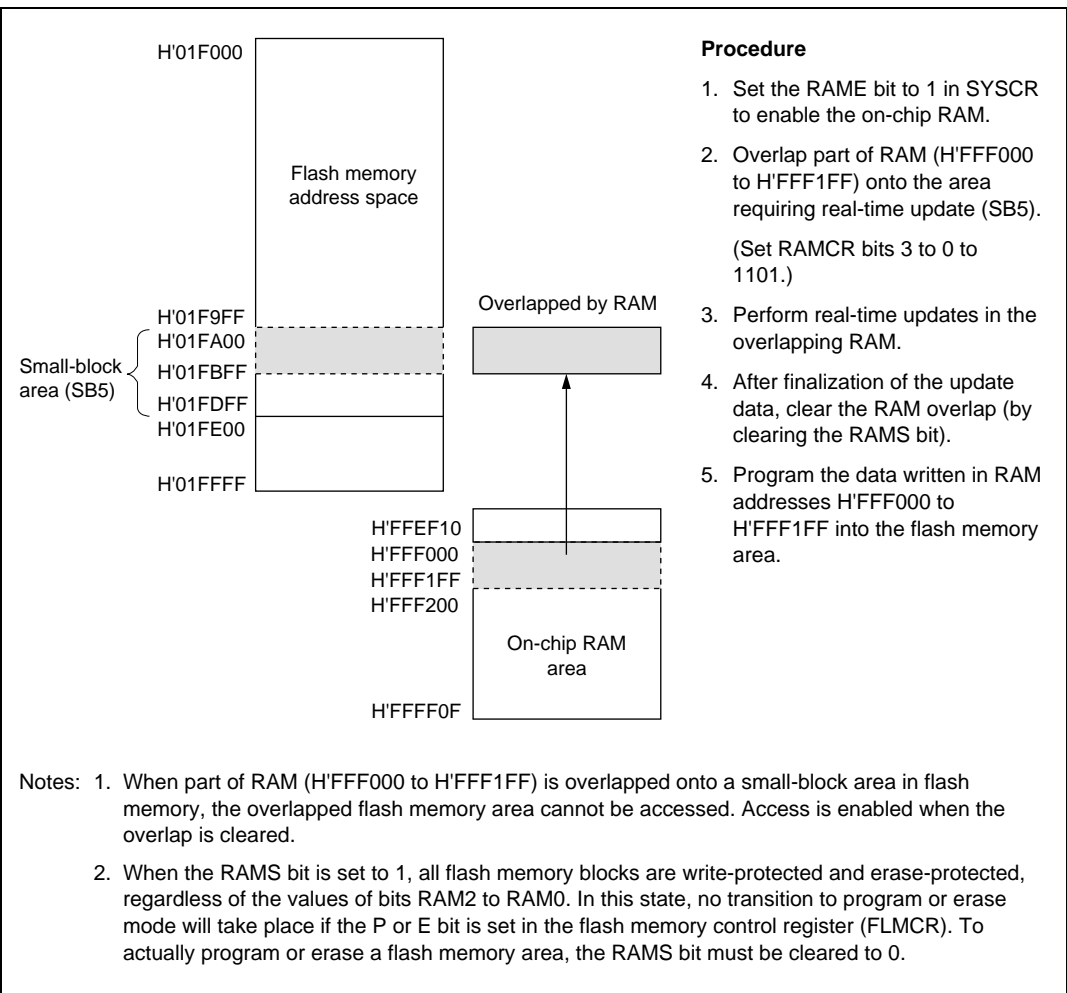 H'01F000
Flash memory
address space
H'01F9FF
H'01FA00
Small-block
area (SB5)
H'01FBFF
H'01FDFF
H'01FE00
H'01FFFF
Overlapped by RAM
H'FFEF10
H'FFF000
H'FFF1FF
H'FFF200
On-chip RAM
area
H'FFFF0F
Procedure
1. Set the RAME bit to 1 in SYSCR
to enable the on-chip RAM.
2. Overlap part of RAM (H'FFF000
to H'FFF1FF) onto the area
requiring real-time update (SB5).
(Set RAMCR bits 3 to 0 to
1101.)
3. Perform real-time updates in the
overlapping RAM.
4. After finalization of the update
data, clear the RAM overlap (by
clearing the RAMS bit).
5. Program the data written in RAM
addresses H'FFF000 to
H'FFF1FF into the flash memory
area.
Notes: 1. When part of RAM (H'FFF000 to H'FFF1FF) is overlapped onto a small-block area in flash
memory, the overlapped flash memory area cannot be accessed. Access is enabled when the
overlap is cleared.
2. When the RAMS bit is set to 1, all flash memory blocks are write-protected and erase-protected,
regardless of the values of bits RAM2 to RAM0. In this state, no transition to program or erase
mode will take place if the P or E bit is set in the flash memory control register (FLMCR). To
actually program or erase a flash memory area, the RAMS bit must be cleared to 0.